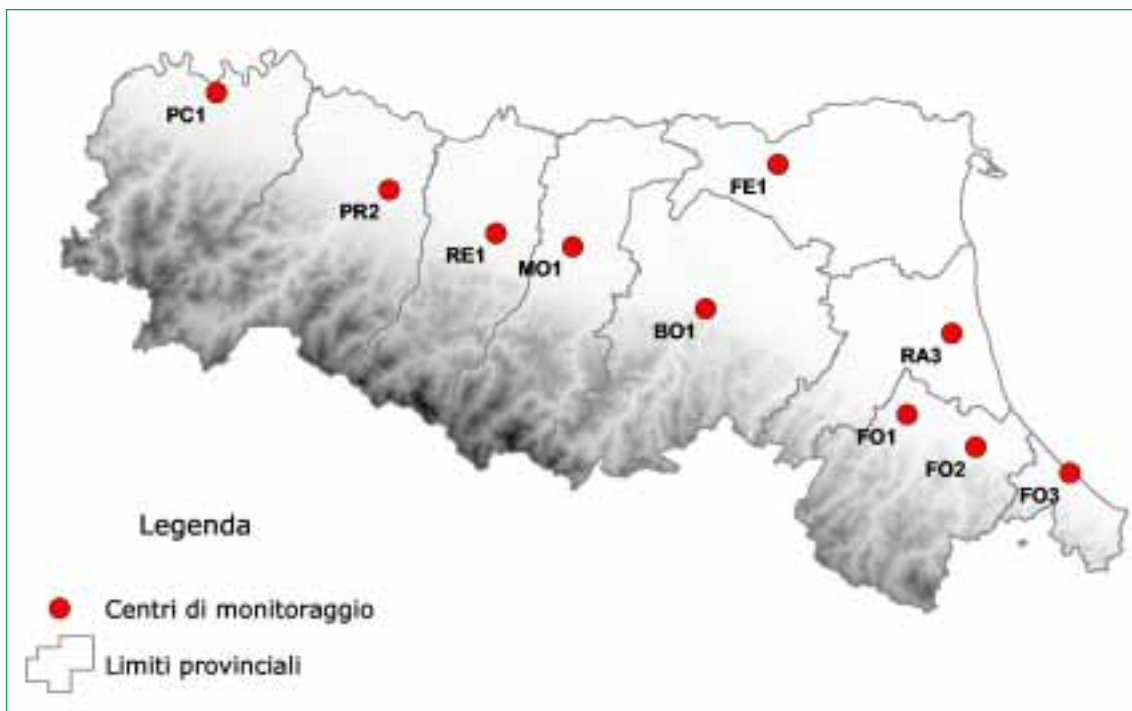 PC1
FE1
PR2
RE1
MO1
BO1
RA3
FO1
FO2
FO3
Legenda
Centri di monitoraggio
Limiti provinciali